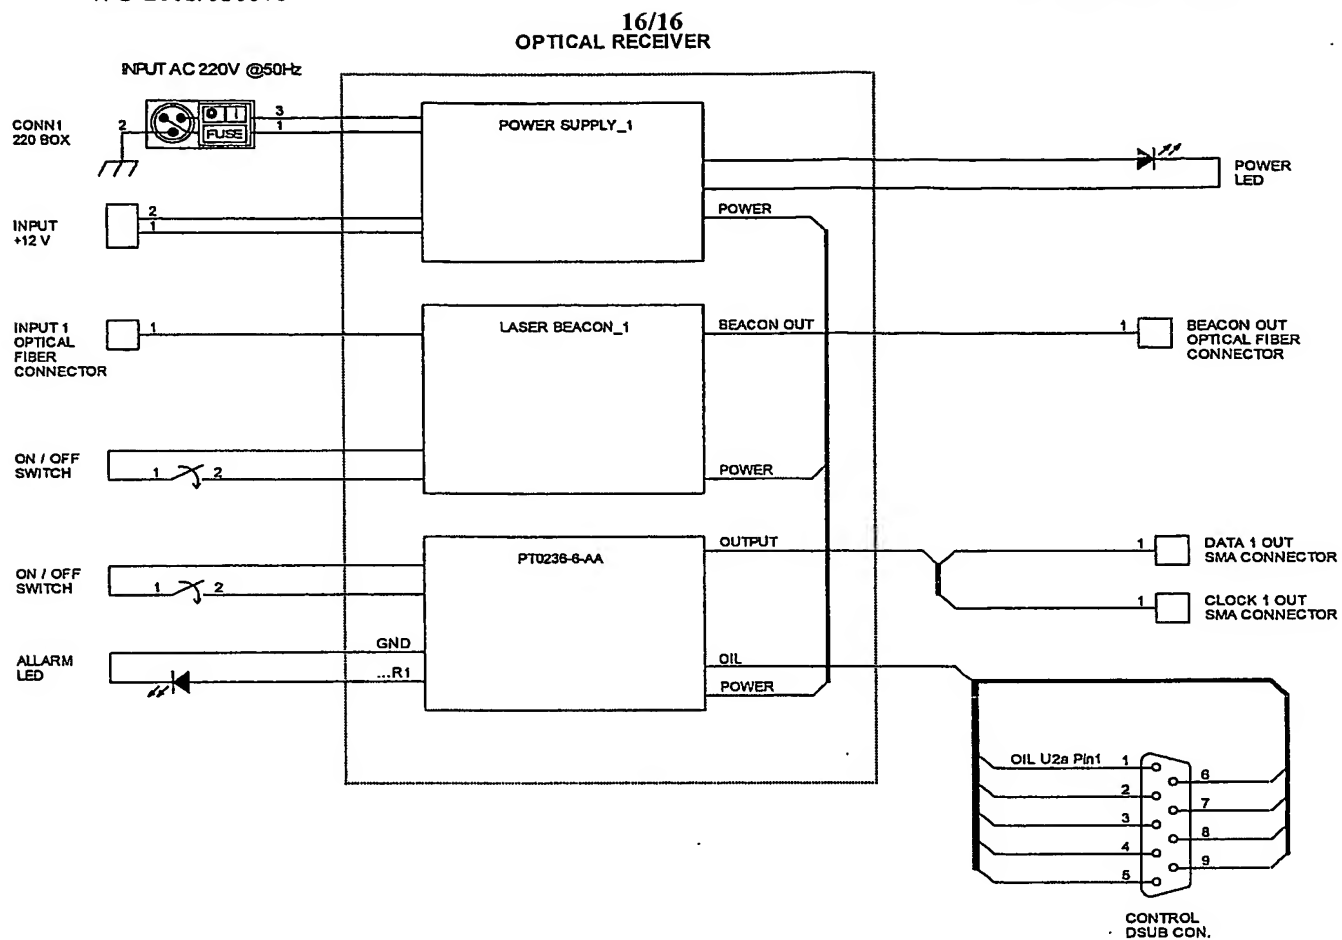 16/16
OPTICAL RECEIVER
INPUT AC 220V @50Hz
CONN1
220 BOX
2
O I
FUSE
3
1
POWER SUPPLY_1
POWER
LED
INPUT
+12 V
2
1
POWER
INPUT 1
OPTICAL
FIBER
CONNECTOR
1
LASER BEACON_1
BEACON OUT
1
BEACON OUT
OPTICAL FIBER
CONNECTOR
ON / OFF
SWITCH
1 2
POWER
PT0236-6-AA
OUTPUT
1
DATA 1 OUT
SMA CONNECTOR
ON / OFF
SWITCH
1 2
1
CLOCK 1 OUT
SMA CONNECTOR
ALLARM
LED
GND
...R1
OIL
POWER
OIL U2a Pin1
1
2
3
4
5
6
7
8
9
CONTROL
DSUB CON.